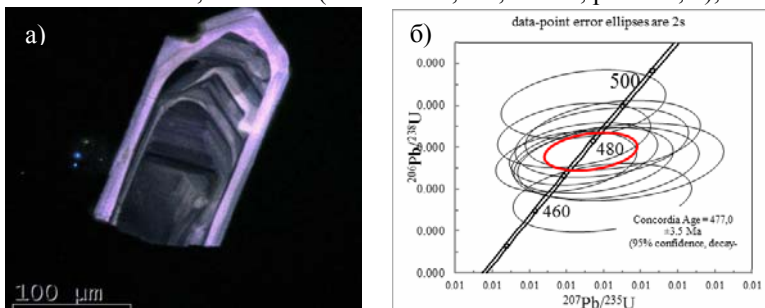 а)
100 µm
б)
data-point error ellipses are 2s
0.000
0.000
0.000
0.000
0.000
0.000
500
480
460
Concordia Age = 477,0
±3.5 Ma
(95% confidence, decay-
0.01 0.01 0.01 0.01 0.01 0.01 0.01 0.01
²⁰⁶Pb/²³⁸U
²⁰⁷Pb/²³⁵U